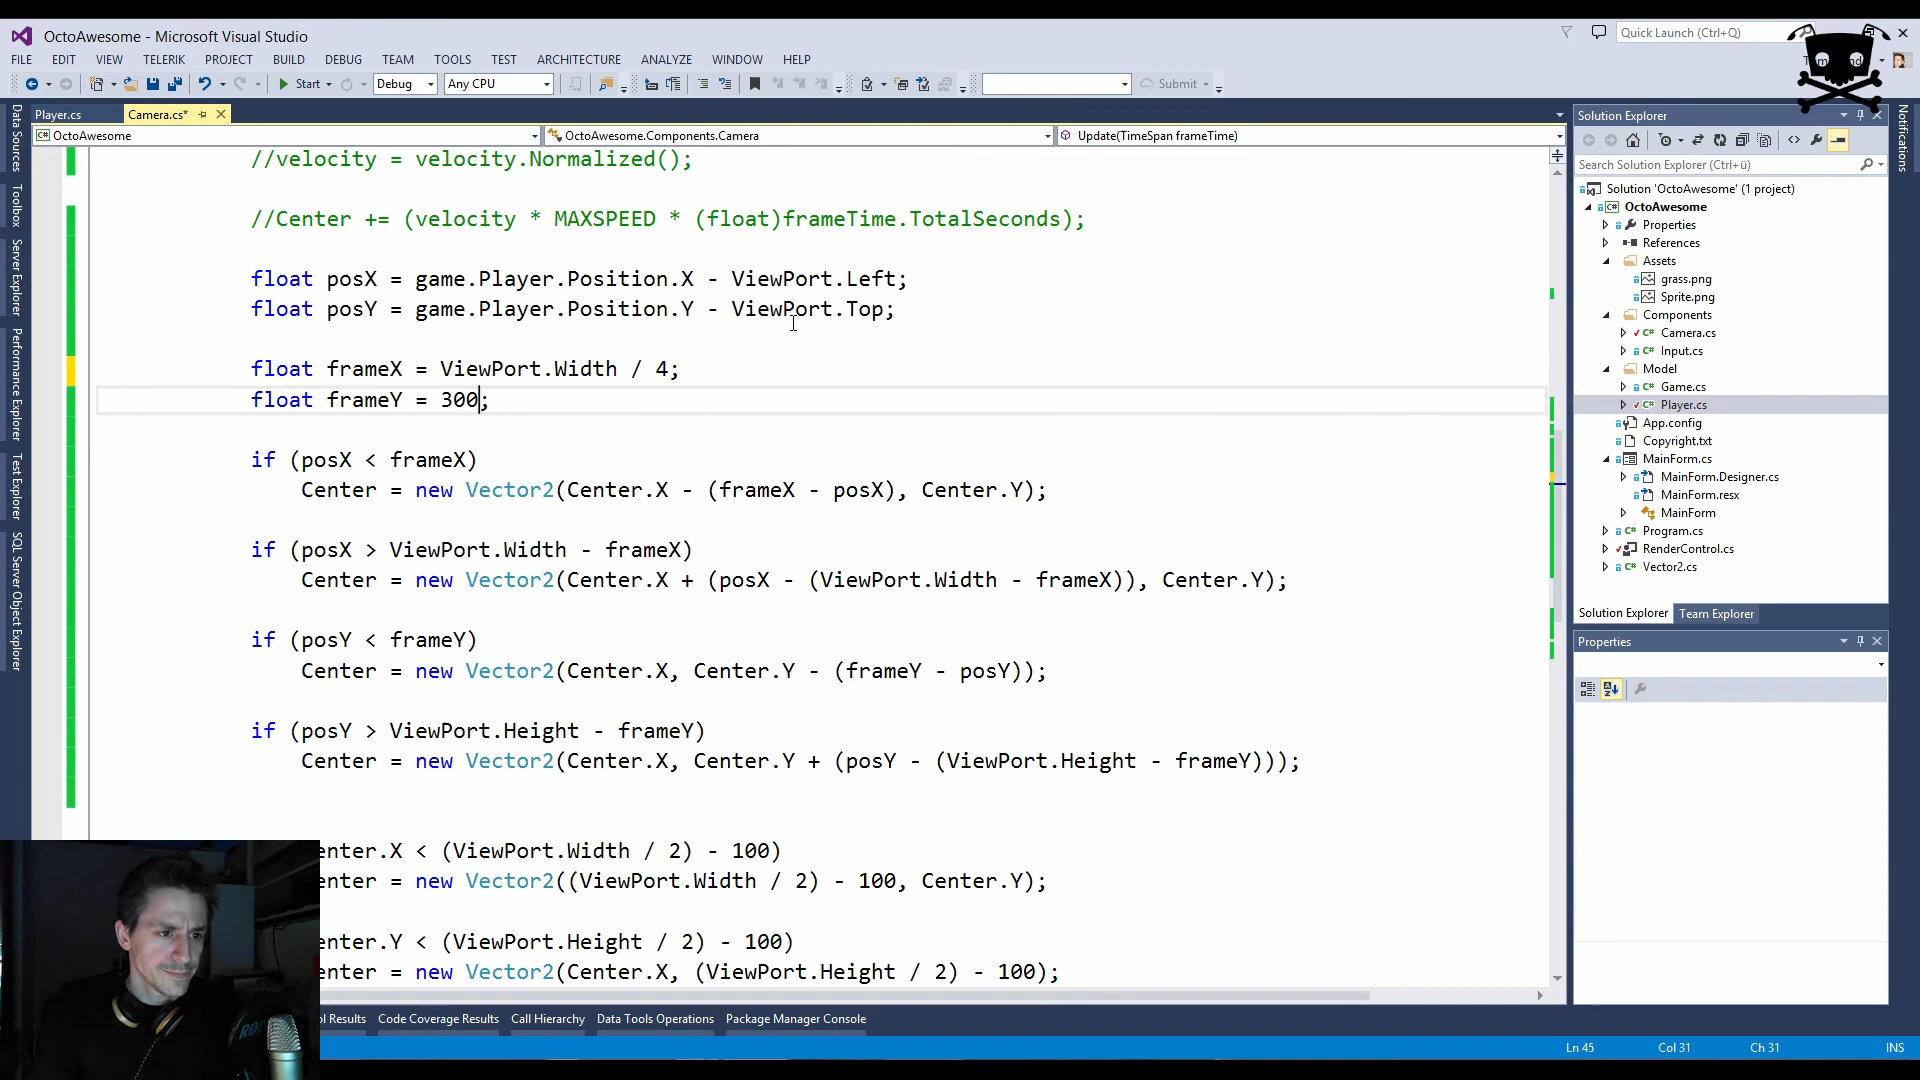 OctoAwesome - Microsoft Visual Studio
Quick Launch (Ctrl+Q)
FILE EDIT VIEW TELERIK PROJECT BUILD DEBUG TEAM TOOLS TEST ARCHITECTURE ANALYZE WINDOW HELP
Start Debug Any CPU Submit
Player.cs Camera.cs*
OctoAwesome OctoAwesome.Components.Camera Update(TimeSpan frameTime)
Data Sources
Toolbox
Server Explorer
Performance Explorer
Test Explorer
SQL Server Object Explorer
//velocity = velocity.Normalized();
//Center += (velocity * MAXSPEED * (float)frameTime.TotalSeconds);
float posX = game.Player.Position.X - ViewPort.Left;
float posY = game.Player.Position.Y - ViewPort.Top;
float frameX = ViewPort.Width / 4;
float frameY = 300;
if (posX < frameX)
Center = new Vector2(Center.X - (frameX - posX), Center.Y);
if (posX > ViewPort.Width - frameX)
Center = new Vector2(Center.X + (posX - (ViewPort.Width - frameX)), Center.Y);
if (posY < frameY)
Center = new Vector2(Center.X, Center.Y - (frameY - posY));
if (posY > ViewPort.Height - frameY)
Center = new Vector2(Center.X, Center.Y + (posY - (ViewPort.Height - frameY)));
enter.X < (ViewPort.Width / 2) - 100)
enter = new Vector2((ViewPort.Width / 2) - 100, Center.Y);
enter.Y < (ViewPort.Height / 2) - 100)
enter = new Vector2(Center.X, (ViewPort.Height / 2) - 100);
Solution Explorer
Search Solution Explorer (Ctrl+ü)
Solution 'OctoAwesome' (1 project)
OctoAwesome
Properties
References
Assets
grass.png
Sprite.png
Components
Camera.cs
Input.cs
Model
Game.cs
Player.cs
App.config
Copyright.txt
MainForm.cs
MainForm.Designer.cs
MainForm.resx
MainForm
Program.cs
RenderControl.cs
Vector2.cs
Solution Explorer Team Explorer
Properties
Notifications
ol Results Code Coverage Results Call Hierarchy Data Tools Operations Package Manager Console
Ln 45 Col 31 Ch 31 INS